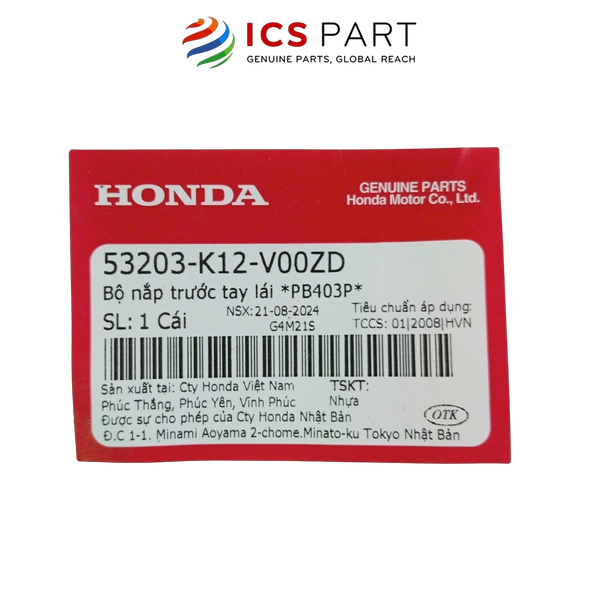 ICS PART
GENUINE PARTS, GLOBAL REACH
HONDA
GENUINE PARTS
Honda Motor Co., Ltd.
53203-K12-V00ZD
Bộ nắp trước tay lái *PB403P*
SL: 1 Cái
NSX: 21-08-2024
G4M21S
Tiêu chuẩn áp dụng:
TCCS: 01|2008|HVN
Sản xuất tại: Cty Honda Việt Nam
Phúc Thắng, Phúc Yên, Vĩnh Phúc
TSKT:
Nhựa
Được sự cho phép của Cty Honda Nhật Bản
Đ.C 1-1. Minami Aoyama 2-chome.Minato-ku Tokyo Nhật Bản
OTK